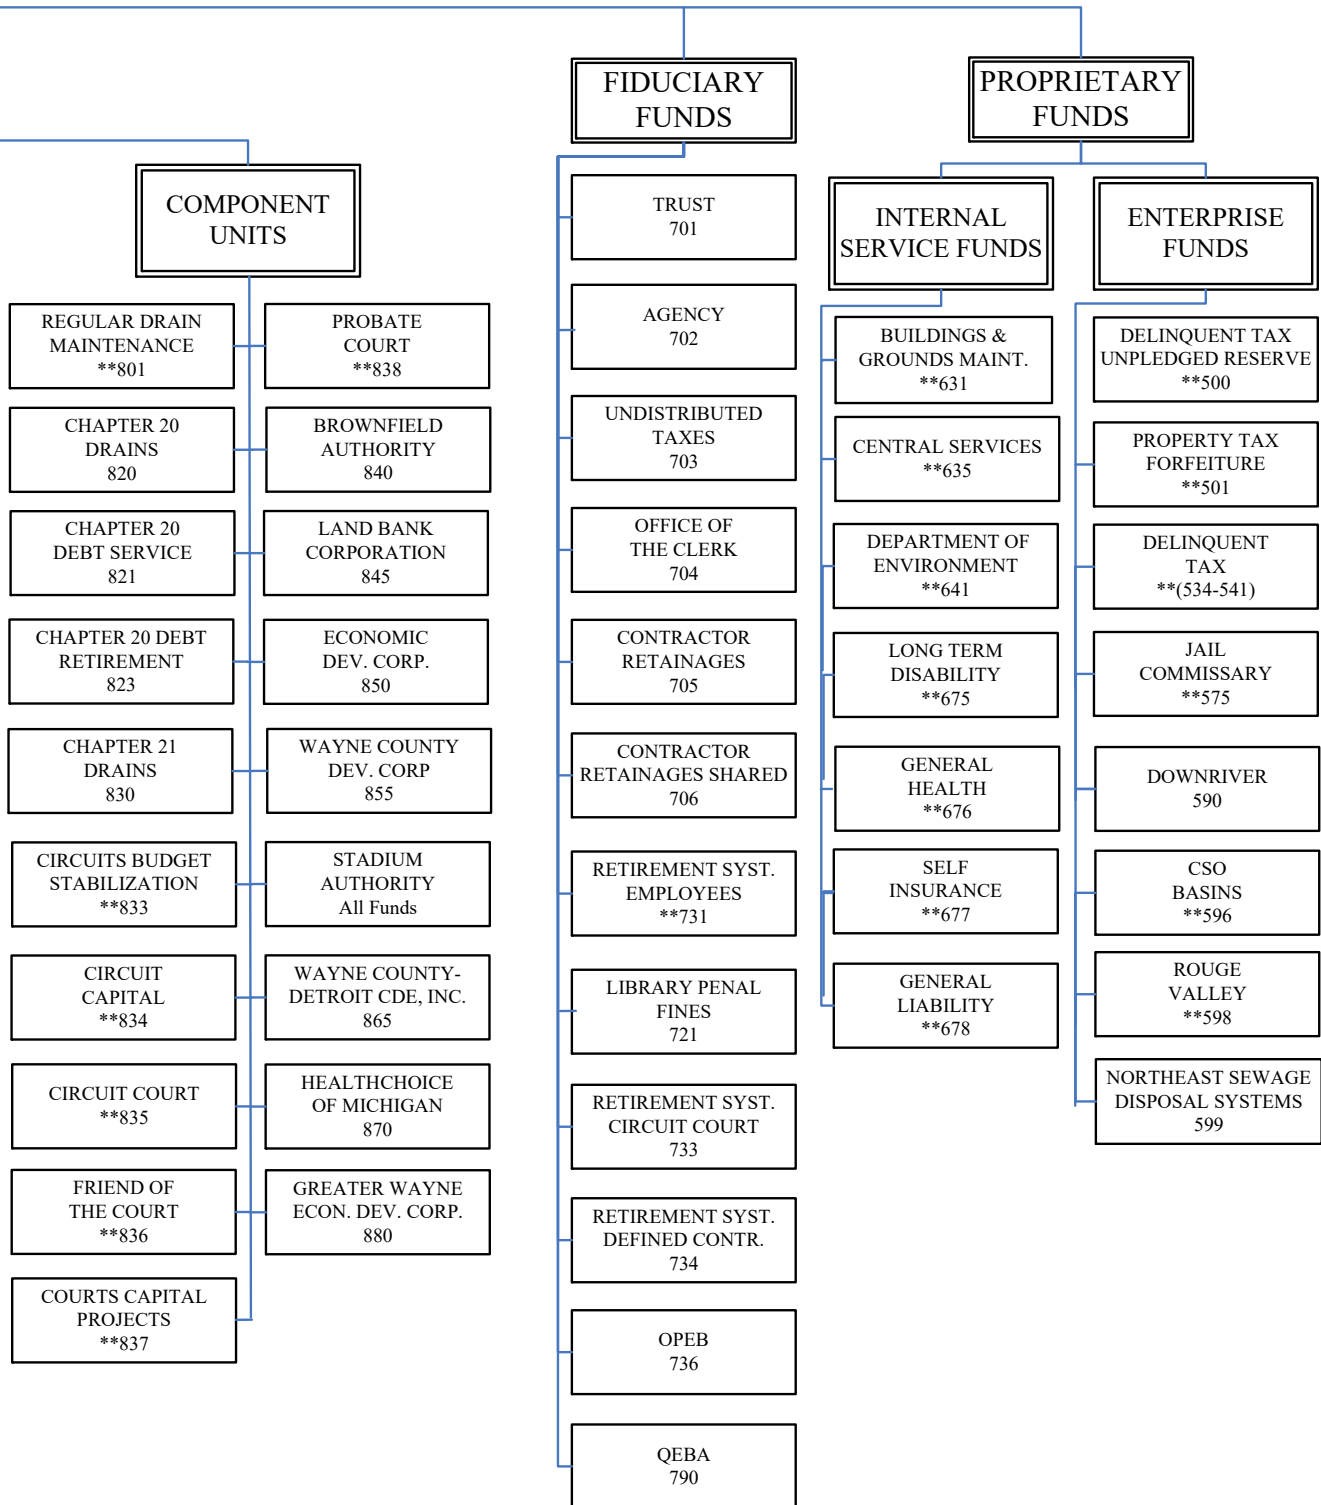 FIDUCIARY
FUNDS
PROPRIETARY
FUNDS
COMPONENT
UNITS
REGULAR DRAIN
MAINTENANCE
**801
PROBATE
COURT
**838
CHAPTER 20
DRAINS
820
BROWNFIELD
AUTHORITY
840
CHAPTER 20
DEBT SERVICE
821
LAND BANK
CORPORATION
845
CHAPTER 20 DEBT
RETIREMENT
823
ECONOMIC
DEV. CORP.
850
CHAPTER 21
DRAINS
830
WAYNE COUNTY
DEV. CORP
855
CIRCUITS BUDGET
STABILIZATION
**833
STADIUM
AUTHORITY
All Funds
CIRCUIT
CAPITAL
**834
WAYNE COUNTY-
DETROIT CDE, INC.
865
CIRCUIT COURT
**835
HEALTHCHOICE
OF MICHIGAN
870
FRIEND OF
THE COURT
**836
GREATER WAYNE
ECON. DEV. CORP.
880
COURTS CAPITAL
PROJECTS
**837
TRUST
701
AGENCY
702
UNDISTRIBUTED
TAXES
703
OFFICE OF
THE CLERK
704
CONTRACTOR
RETAINAGES
705
CONTRACTOR
RETAINAGES SHARED
706
RETIREMENT SYST.
EMPLOYEES
**731
LIBRARY PENAL
FINES
721
RETIREMENT SYST.
CIRCUIT COURT
733
RETIREMENT SYST.
DEFINED CONTR.
734
OPEB
736
QEBA
790
INTERNAL
SERVICE FUNDS
BUILDINGS &
GROUNDS MAINT.
**631
CENTRAL SERVICES
**635
DEPARTMENT OF
ENVIRONMENT
**641
LONG TERM
DISABILITY
**675
GENERAL
HEALTH
**676
SELF
INSURANCE
**677
GENERAL
LIABILITY
**678
ENTERPRISE
FUNDS
DELINQUENT TAX
UNPLEDGED RESERVE
**500
PROPERTY TAX
FORFEITURE
**501
DELINQUENT
TAX
**(534-541)
JAIL
COMMISSARY
**575
DOWNRIVER
590
CSO
BASINS
**596
ROUGE
VALLEY
**598
NORTHEAST SEWAGE
DISPOSAL SYSTEMS
599